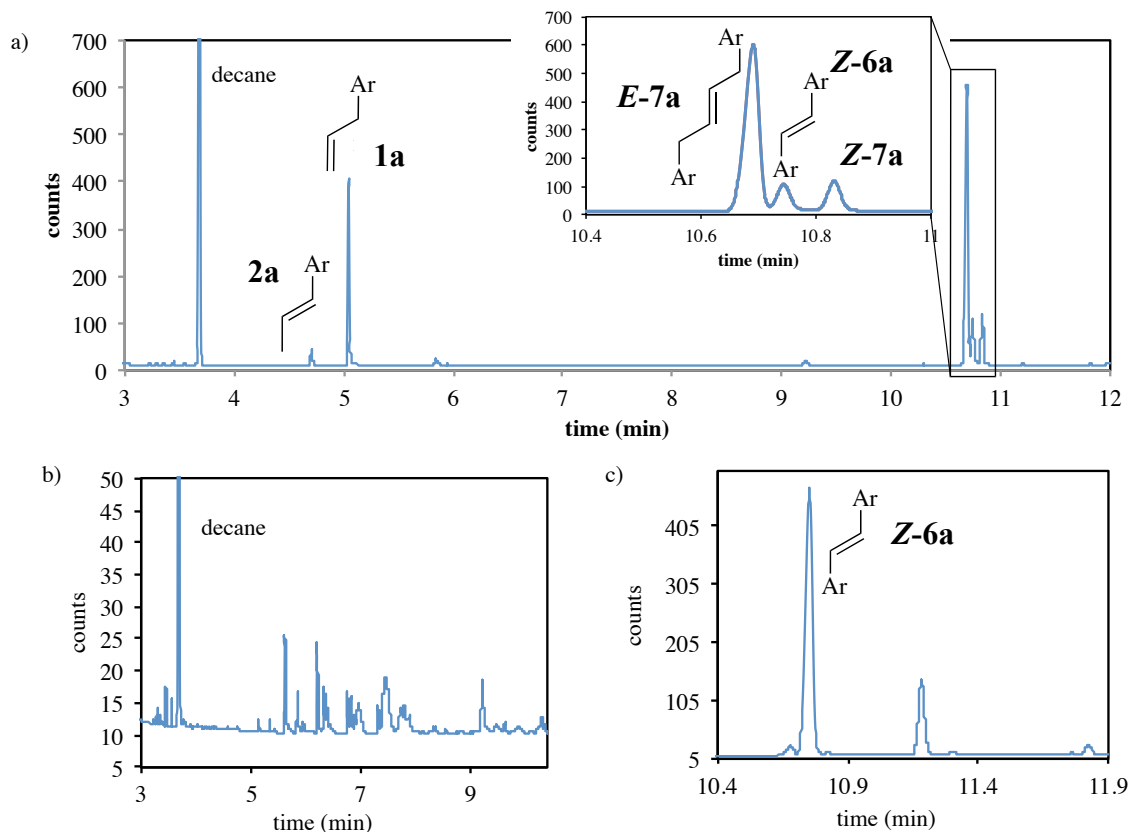 a)
700
600
500
400
300
200
100
0
counts
3 4 5 6 7 8 9 10 11 12
time (min)
decane
Ar
1a
2a
Ar
700
600
500
400
300
200
100
0
counts
10.4 10.6 10.8 11
time (min)
Ar
E-7a
Ar
Ar
Z-6a
Ar
Z-7a
b)
50
45
40
35
30
25
20
15
10
5
counts
3 5 7 9
time (min)
decane
c)
405
305
205
105
5
counts
10.4 10.9 11.4 11.9
time (min)
Ar
Z-6a
Ar